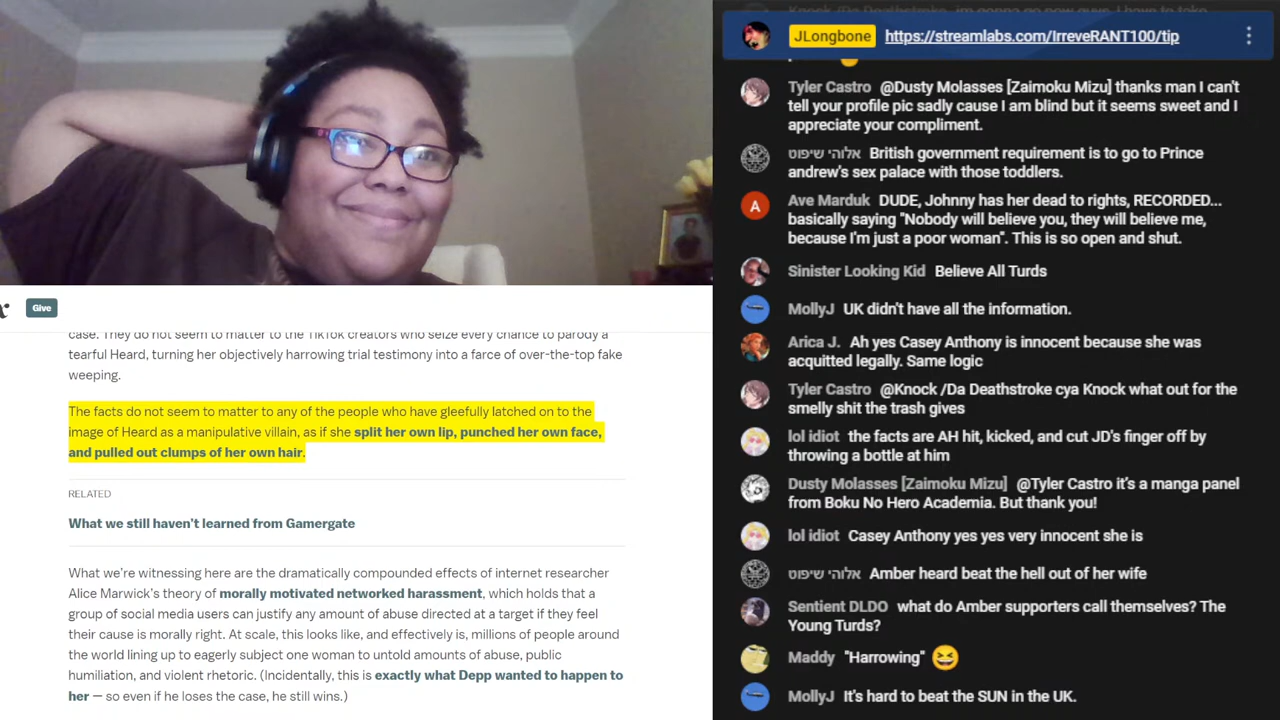 Give
case. They do not seem to matter to the TikTok creators who seize every chance to parody a
tearful Heard, turning her objectively harrowing trial testimony into a farce of over-the-top fake
weeping.
The facts do not seem to matter to any of the people who have gleefully latched on to the
image of Heard as a manipulative villain, as if she split her own lip, punched her own face,
and pulled out clumps of her own hair.
RELATED
What we still haven't learned from Gamergate
What we're witnessing here are the dramatically compounded effects of internet researcher
Alice Marwick's theory of morally motivated networked harassment, which holds that a
group of social media users can justify any amount of abuse directed at a target if they feel
their cause is morally right. At scale, this looks like, and effectively is, millions of people around
the world lining up to eagerly subject one woman to untold amounts of abuse, public
humiliation, and violent rhetoric. (Incidentally, this is exactly what Depp wanted to happen to
her — so even if he loses the case, he still wins.)
JLongbone https://streamlabs.com/IrreveRANT100/tip
Tyler Castro @Dusty Molasses [Zaimoku Mizu] thanks man I can't
tell your profile pic sadly cause I am blind but it seems sweet and I
appreciate your compliment.
אלוהי שיפוט British government requirement is to go to Prince
andrew's sex palace with those toddlers.
A
Ave Marduk DUDE, Johnny has her dead to rights, RECORDED...
basically saying "Nobody will believe you, they will believe me,
because I'm just a poor woman". This is so open and shut.
Sinister Looking Kid Believe All Turds
MollyJ UK didn't have all the information.
Arica J. Ah yes Casey Anthony is innocent because she was
acquitted legally. Same logic
Tyler Castro @Knock /Da Deathstroke cya Knock what out for the
smelly shit the trash gives
lol idiot the facts are AH hit, kicked, and cut JD's finger off by
throwing a bottle at him
Dusty Molasses [Zaimoku Mizu] @Tyler Castro it's a manga panel
from Boku No Hero Academia. But thank you!
lol idiot Casey Anthony yes yes very innocent she is
אלוהי שיפוט Amber heard beat the hell out of her wife
Sentient DLDO what do Amber supporters call themselves? The
Young Turds?
Maddy "Harrowing" 😆
MollyJ It's hard to beat the SUN in the UK.